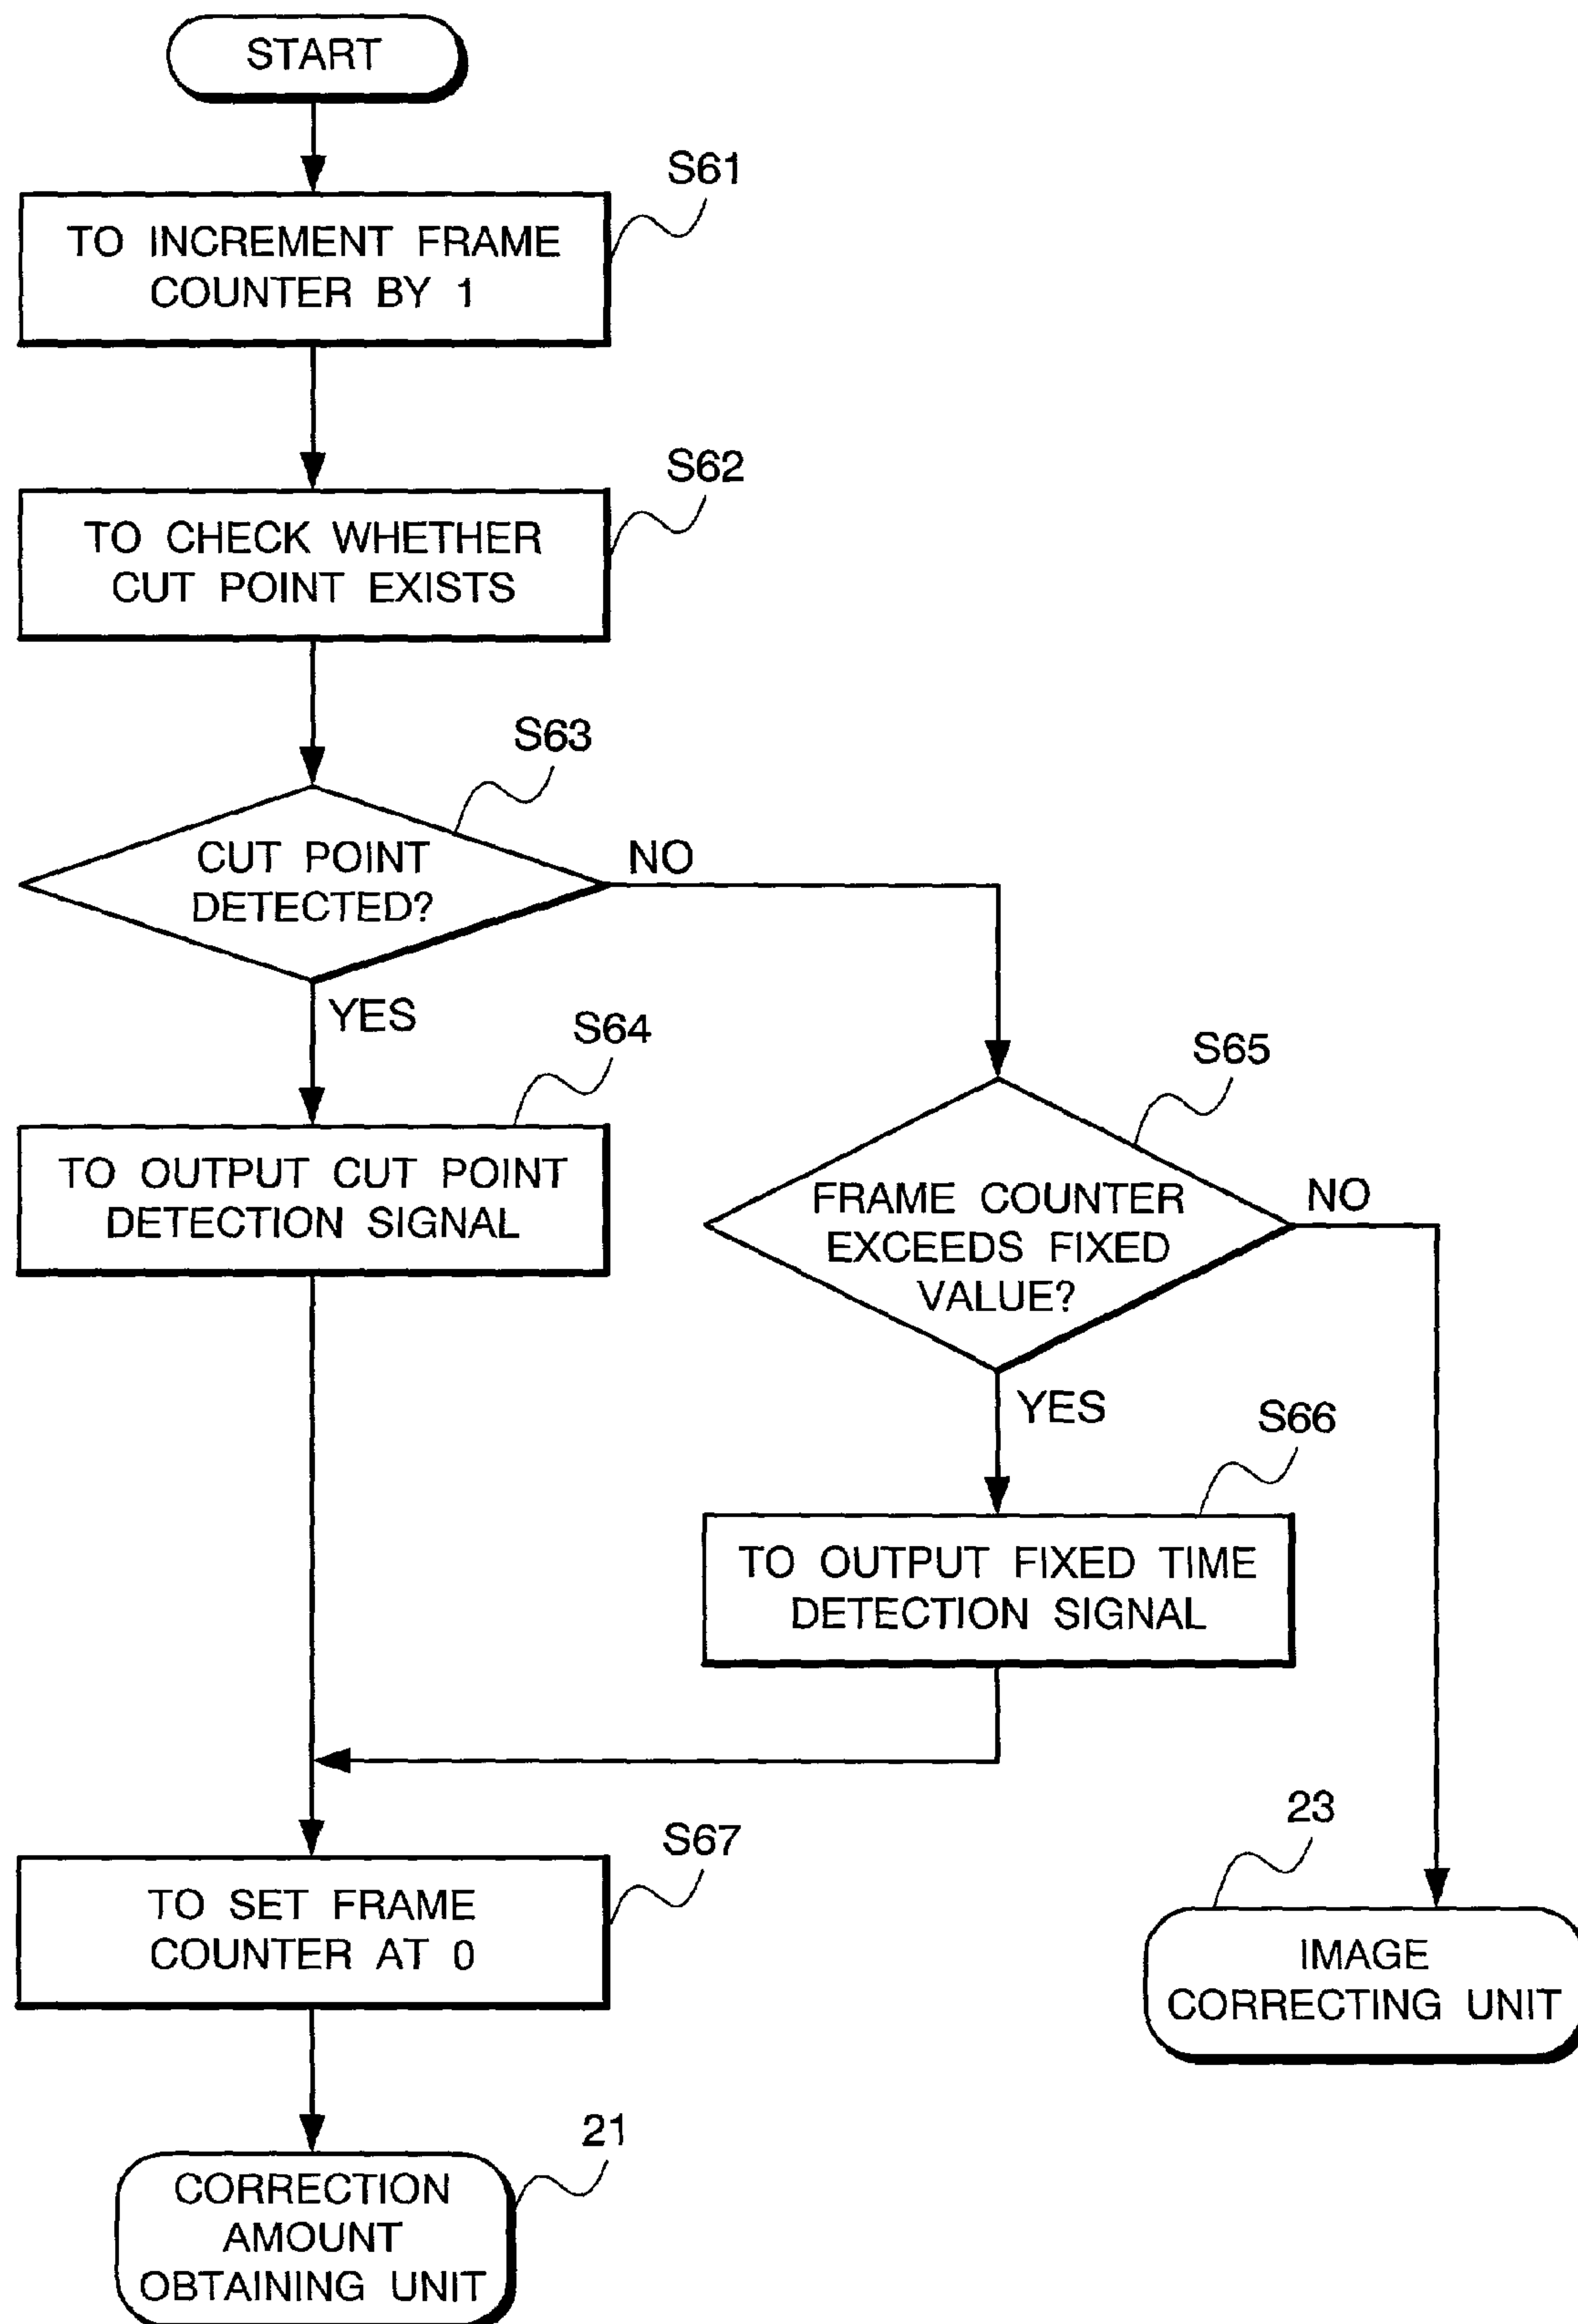 START
S61
TO INCREMENT FRAME
COUNTER BY 1
S62
TO CHECK WHETHER
CUT POINT EXISTS
S63
CUT POINT
DETECTED?
NO
YES
S64
TO OUTPUT CUT POINT
DETECTION SIGNAL
S65
FRAME COUNTER
EXCEEDS FIXED
VALUE?
NO
YES
S66
TO OUTPUT FIXED TIME
DETECTION SIGNAL
S67
TO SET FRAME
COUNTER AT 0
23
IMAGE
CORRECTING UNIT
21
CORRECTION
AMOUNT
OBTAINING UNIT